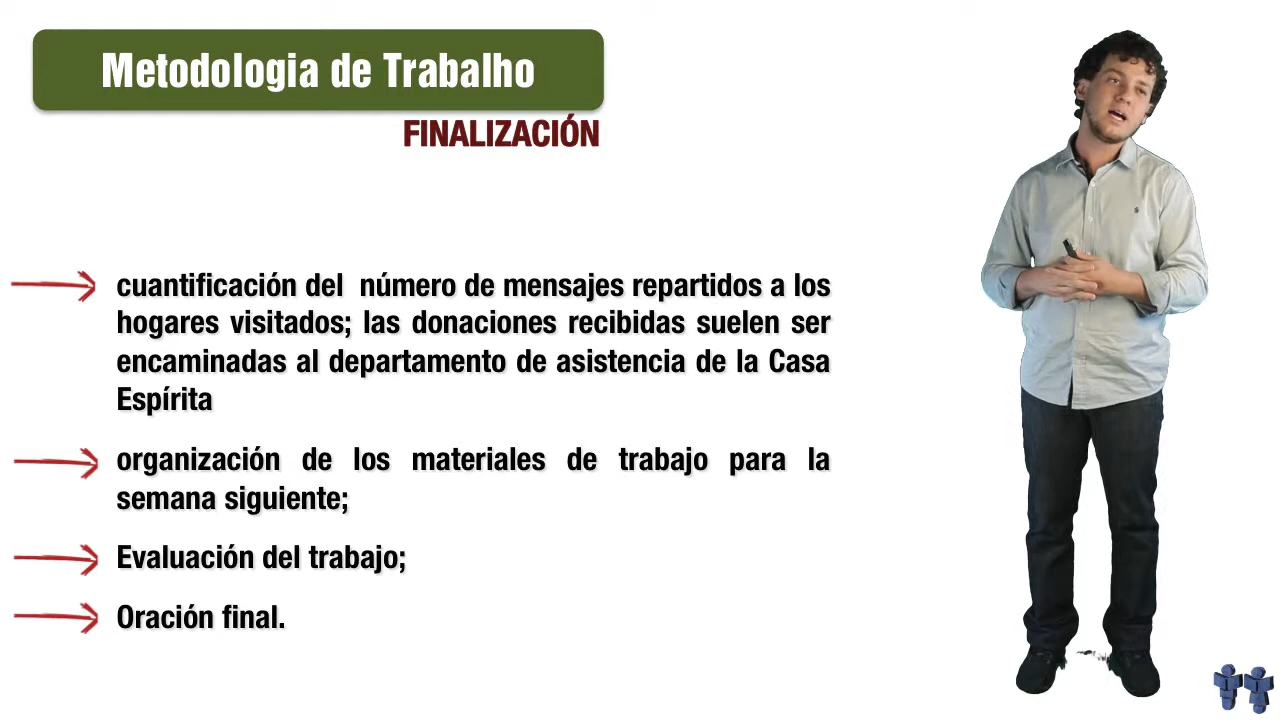 Metodologia de Trabalho
FINALIZACIÓN
cuantificación del número de mensajes repartidos a los
hogares visitados; las donaciones recibidas suelen ser
encaminadas al departamento de asistencia de la Casa
Espírita
organización de los materiales de trabajo para la
semana siguiente;
Evaluación del trabajo;
Oración final.